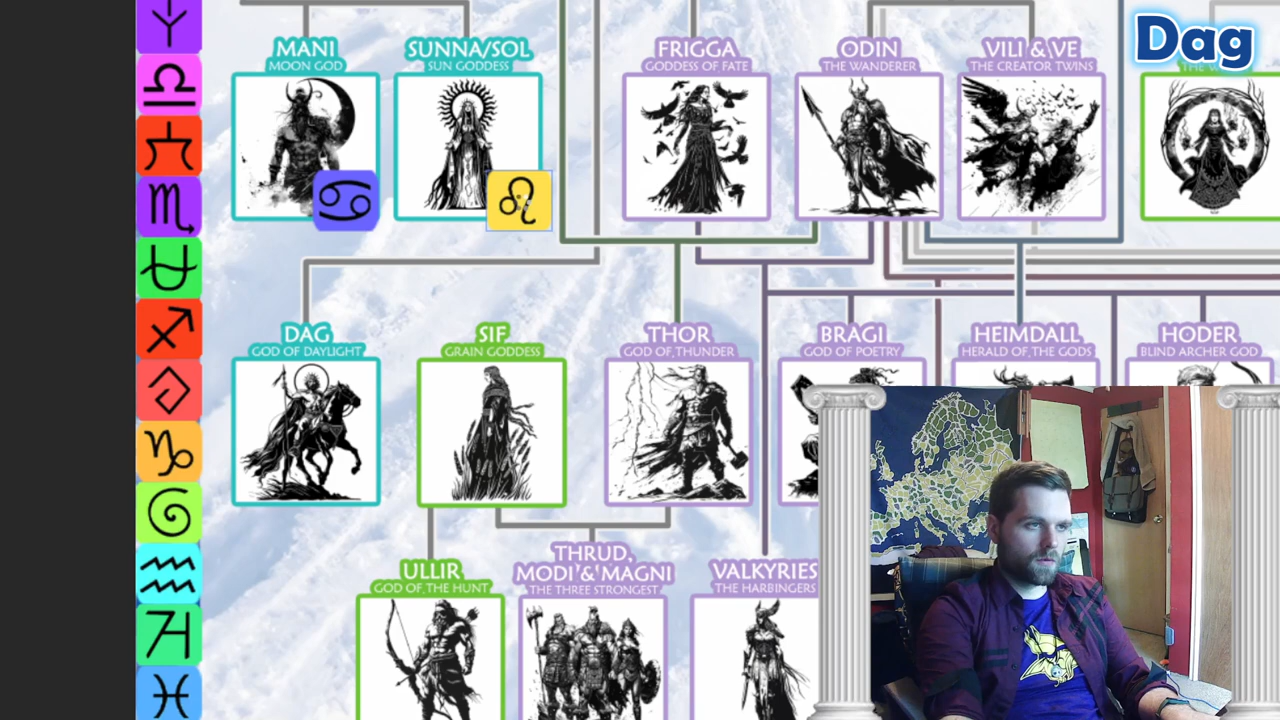 MANI
MOON GOD
SUNNA/SOL
SUN GODDESS
FRIGGA
GODDESS OF FATE
ODIN
THE WANDERER
VILI & VE
THE CREATOR TWINS
Dag
DAG
GOD OF DAYLIGHT
SIF
GRAIN GODDESS
THOR
GOD OF THUNDER
BRAGI
GOD OF POETRY
HEIMDALL
HERALD OF THE GODS
HODER
BLIND ARCHER GOD
ULLIR
GOD OF THE HUNT
THRUD,
MODI & MAGNI
THE THREE STRONGEST
VALKYRIES
THE HARBINGERS